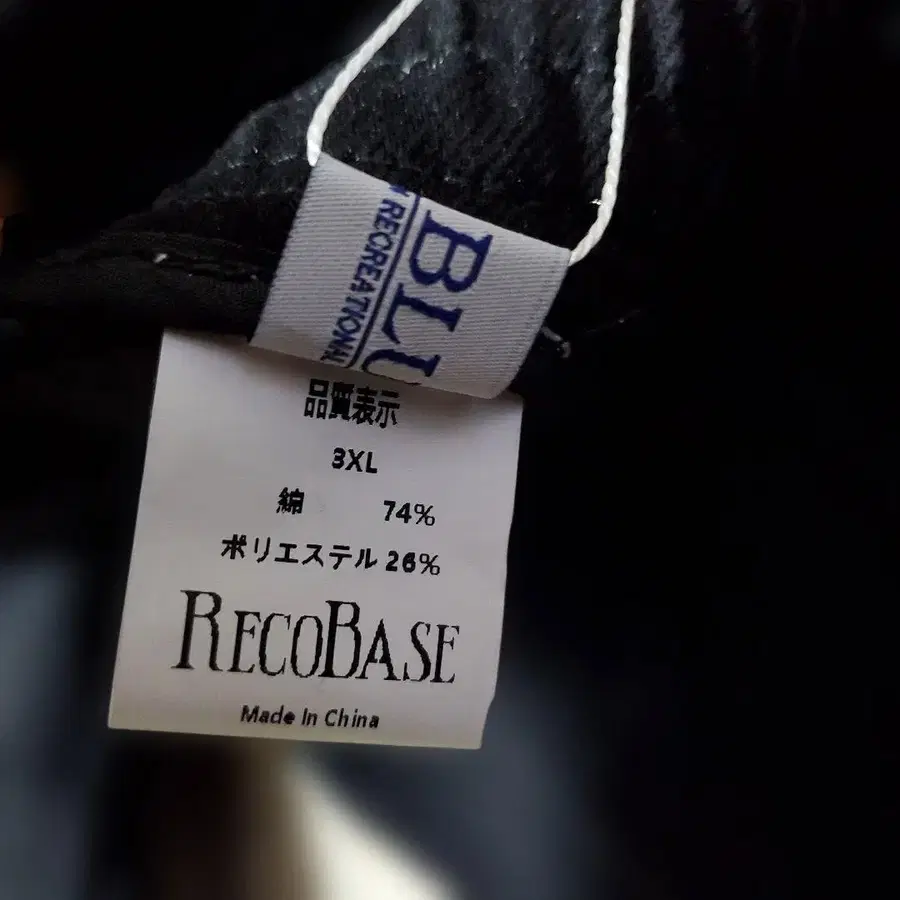 BLU
RECREATIONAL
品質表示
3XL
綿 74%
ポリエステル 26%
RECOBASE
Made In China